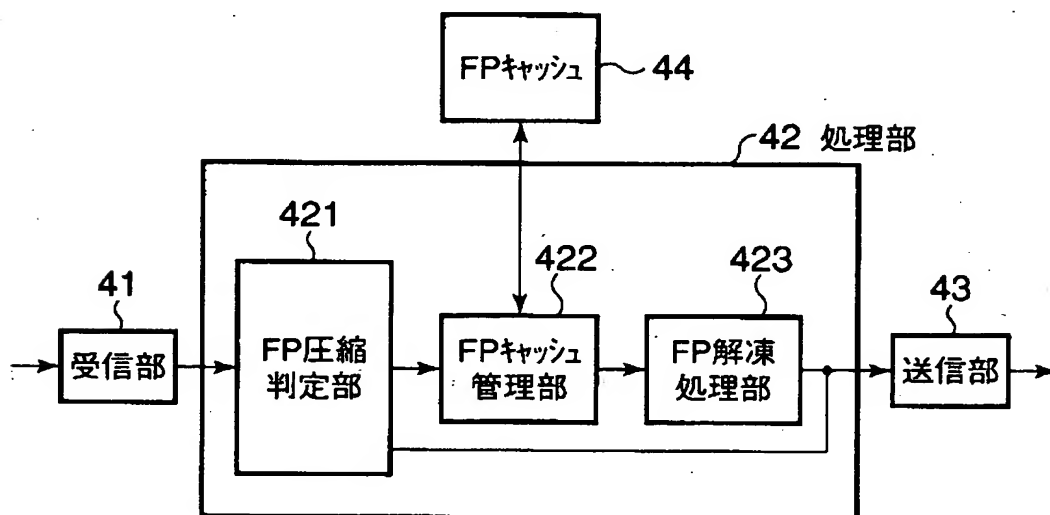 FPキャッシュ
44
42 処理部
421
422
423
41
43
受信部
FP圧縮
判定部
FPキャッシュ
管理部
FP解凍
処理部
送信部